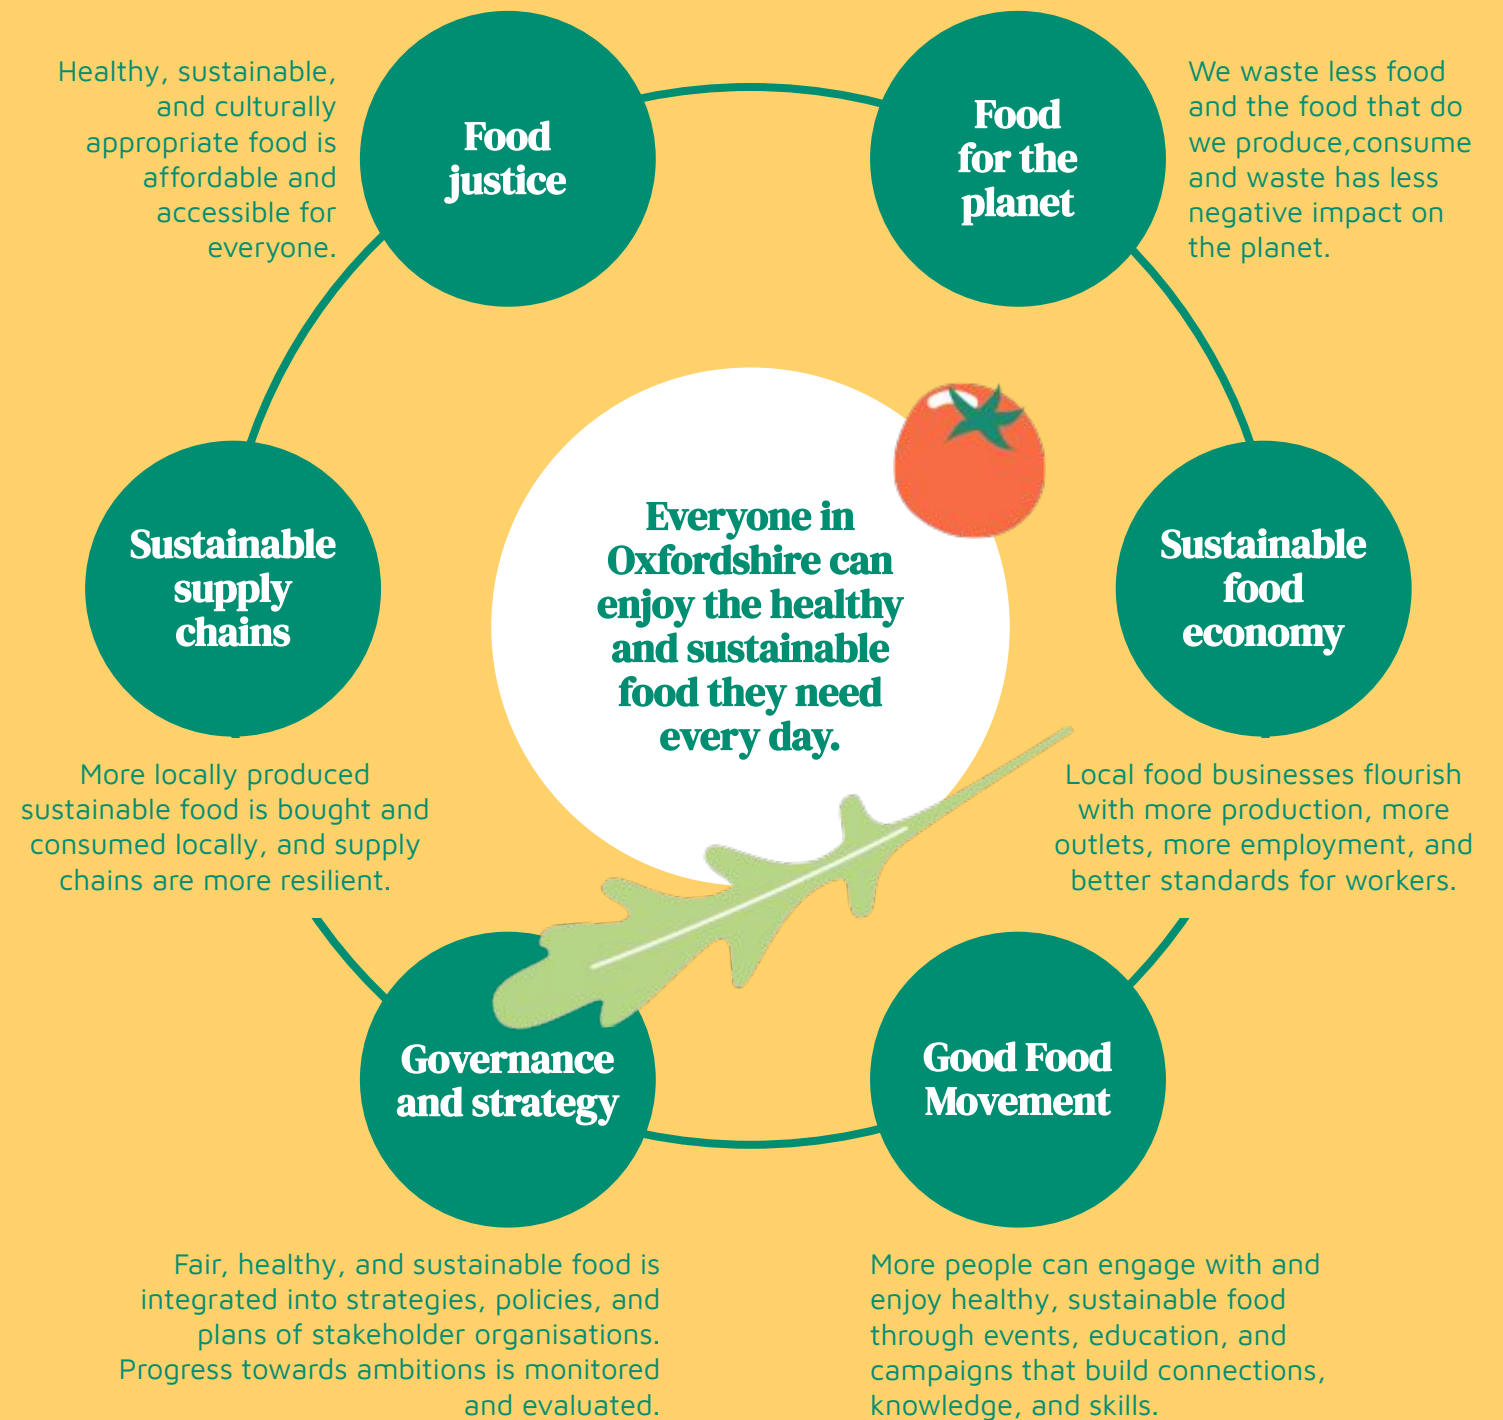 Healthy, sustainable,
and culturally
appropriate food is
affordable and
accessible for
everyone.
Food
justice
Food
for the
planet
We waste less food
and the food that do
we produce,consume
and waste has less
negative impact on
the planet.
Sustainable
supply
chains
Everyone in
Oxfordshire can
enjoy the healthy
and sustainable
food they need
every day.
Sustainable
food
economy
More locally produced
sustainable food is bought and
consumed locally, and supply
chains are more resilient.
Local food businesses flourish
with more production, more
outlets, more employment, and
better standards for workers.
Governance
and strategy
Good Food
Movement
Fair, healthy, and sustainable food is
integrated into strategies, policies, and
plans of stakeholder organisations.
Progress towards ambitions is monitored
and evaluated.
More people can engage with and
enjoy healthy, sustainable food
through events, education, and
campaigns that build connections,
knowledge, and skills.